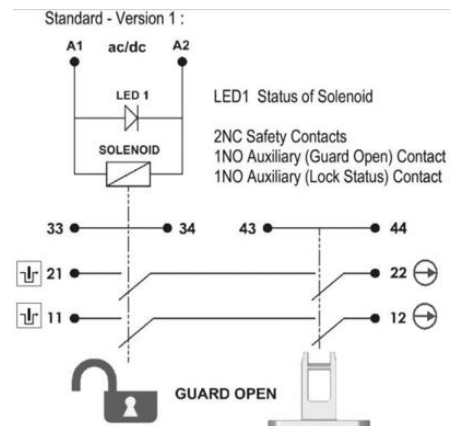 Standard - Version 1 :
A1 ac/dc A2
LED 1
LED1 Status of Solenoid
SOLENOID
2NC Safety Contacts
1NO Auxiliary (Guard Open) Contact
1NO Auxiliary (Lock Status) Contact
33 34 43 44
21 22
11 12
GUARD OPEN